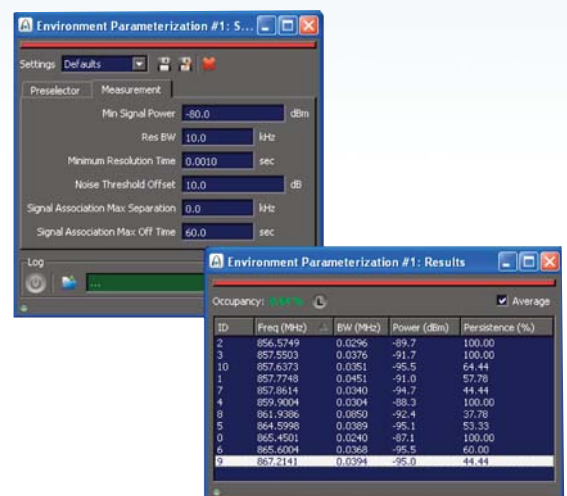 Environment Parameterization #1: S...
Settings Defaults
Preselector Measurement
Min Signal Power -80.0 dBm
Res BW 10.0 kHz
Minimum Resolution Time 0.0010 sec
Noise Threshold Offset 10.0 dB
Signal Association Max Separation 0.0 kHz
Signal Association Max Off Time 60.0 sec
Log
...
Environment Parameterization #1: Results
Occupancy: Average
ID Freq (MHz) BW (MHz) Power (dBm) Persistence (%)
2 856.5749 0.0296 -89.7 100.00
3 857.5503 0.0376 -91.7 100.00
10 857.6373 0.0351 -95.5 64.44
1 857.7748 0.0451 -91.0 57.78
7 857.8614 0.0340 -94.7 44.44
4 859.9004 0.0304 -88.3 100.00
8 861.9386 0.0850 -92.4 37.78
5 864.5998 0.0389 -95.1 53.33
0 865.4501 0.0240 -87.1 100.00
6 865.6004 0.0368 -95.5 60.00
9 867.2141 0.0394 -95.0 44.44